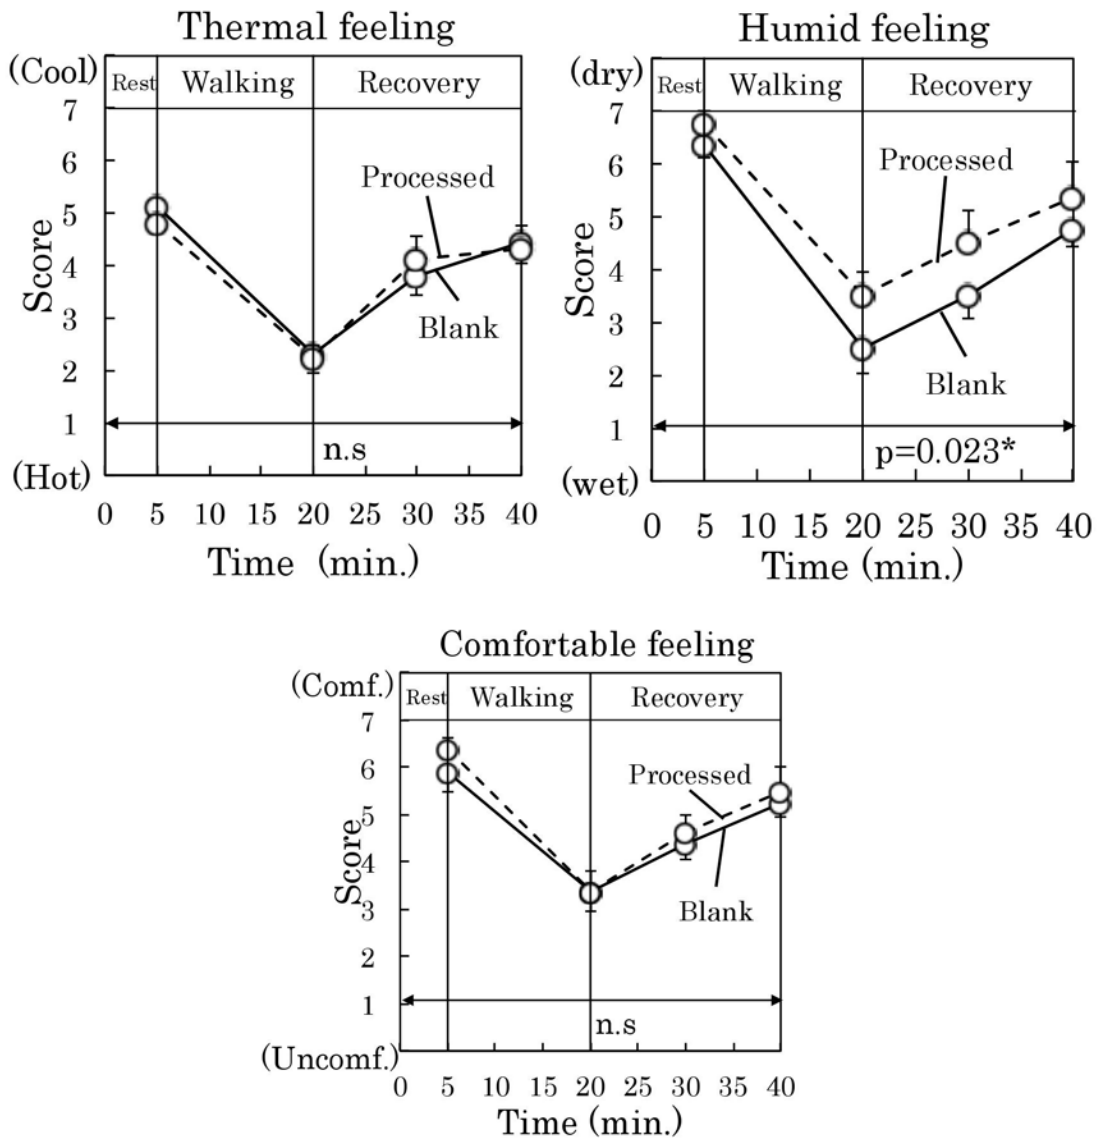 Thermal feeling
(Cool)
Rest Walking Recovery
7
6
5
4
3
2
1
Score
Processed
Blank
n.s
(Hot)
0 5 10 15 20 25 30 35 40
Time (min.)
Humid feeling
(dry)
Rest Walking Recovery
7
6
5
4
3
2
1
Score
Processed
Blank
p=0.023*
(wet)
0 5 10 15 20 25 30 35 40
Time (min.)
Comfortable feeling
(Comf.)
Rest Walking Recovery
7
6
5
4
3
2
1
Score
Processed
Blank
n.s
(Uncomf.)
0 5 10 15 20 25 30 35 40
Time (min.)